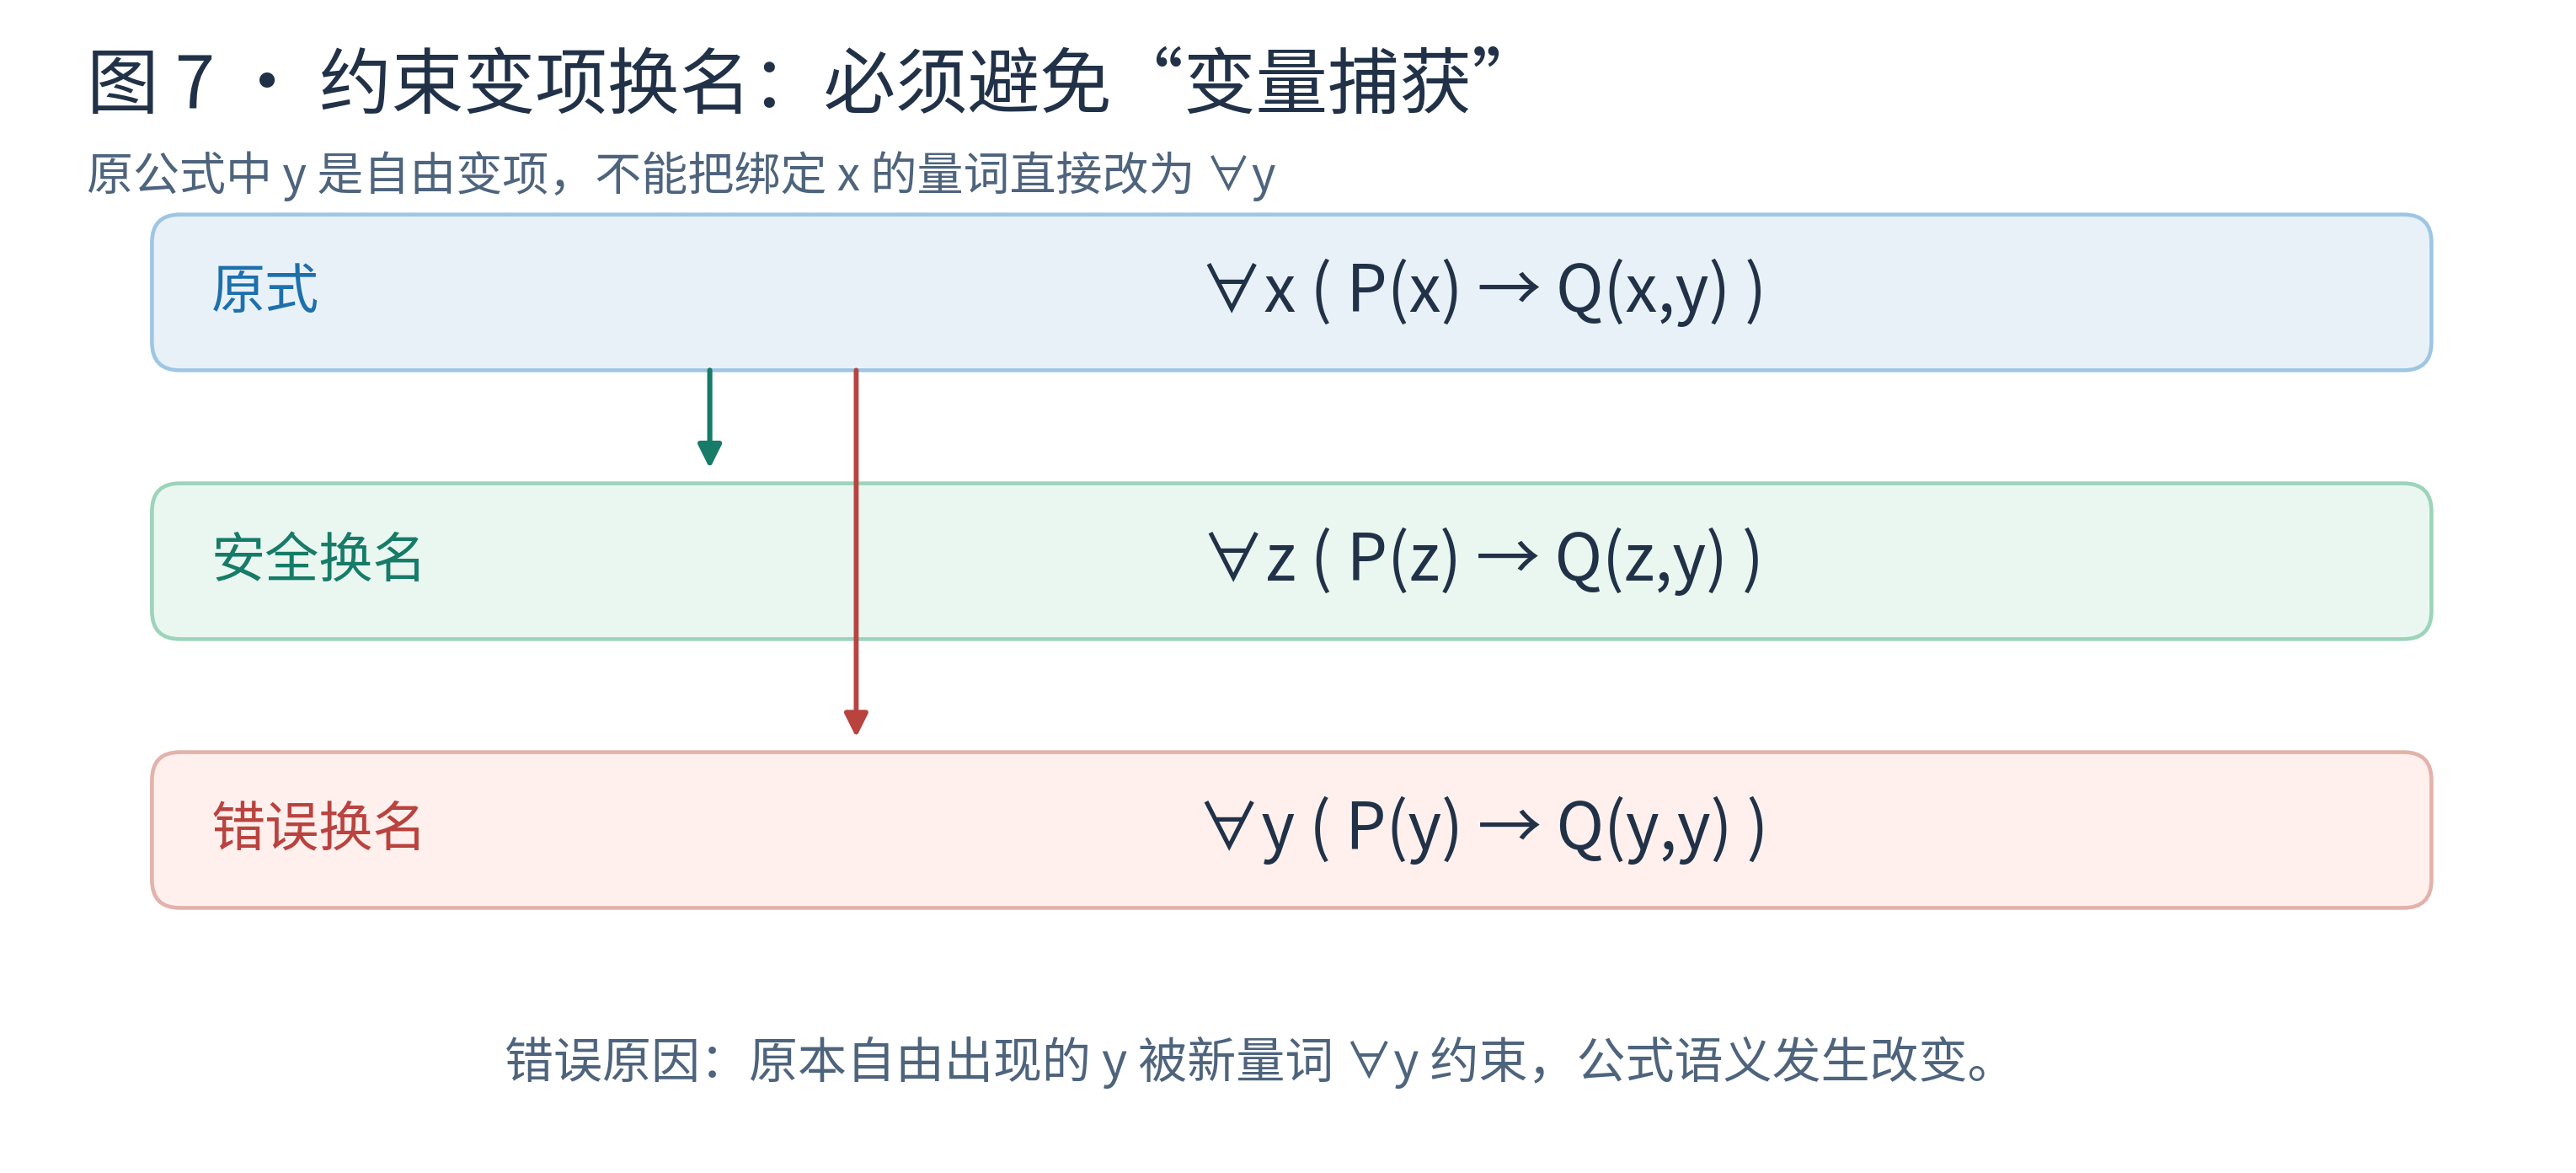 图 7 · 约束变项换名：必须避免“变量捕获”
原公式中 y 是自由变项，不能把绑定 x 的量词直接改为 ∀y
原式
∀x ( P(x) → Q(x,y) )
安全换名
∀z ( P(z) → Q(z,y) )
错误换名
∀y ( P(y) → Q(y,y) )
错误原因：原本自由出现的 y 被新量词 ∀y 约束，公式语义发生改变。